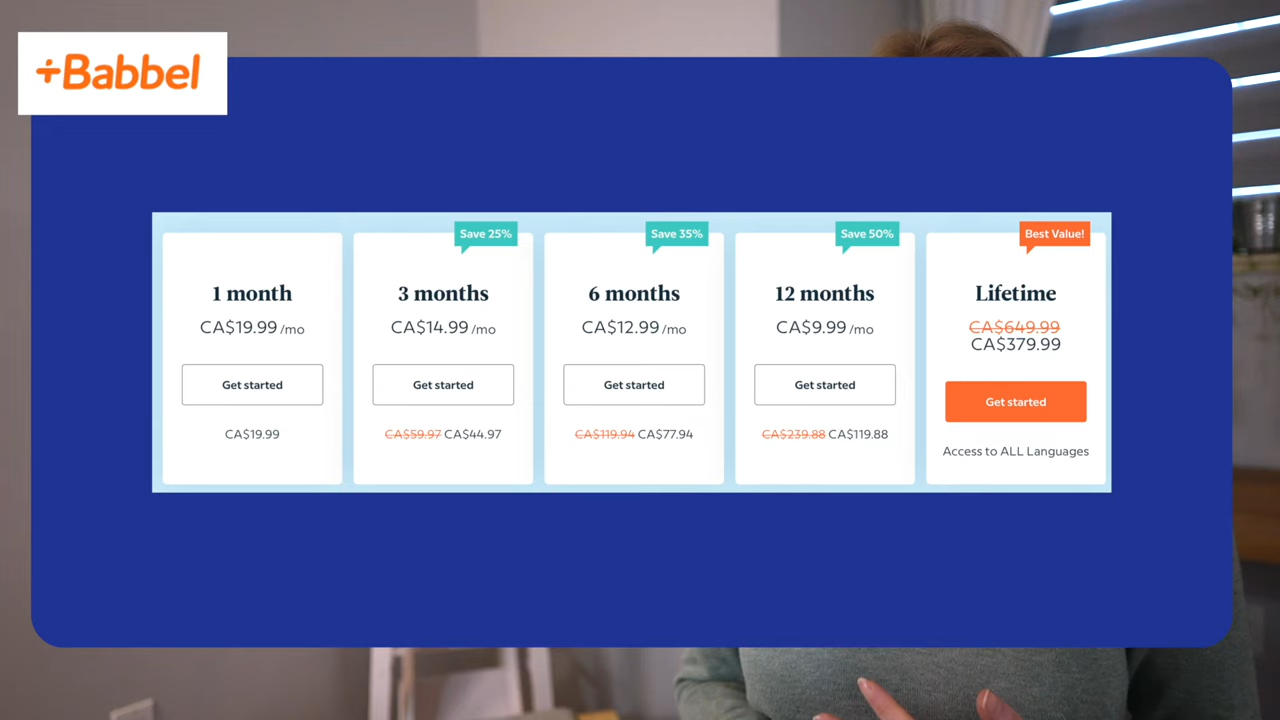 +Babbel
Save 25%
Save 35%
Save 50%
Best Value!
1 month
CA$19.99 /mo
Get started
CA$19.99
3 months
CA$14.99 /mo
Get started
CA$59.97 CA$44.97
6 months
CA$12.99 /mo
Get started
CA$119.94 CA$77.94
12 months
CA$9.99 /mo
Get started
CA$239.88 CA$119.88
Lifetime
CA$649.99
CA$379.99
Get started
Access to ALL Languages